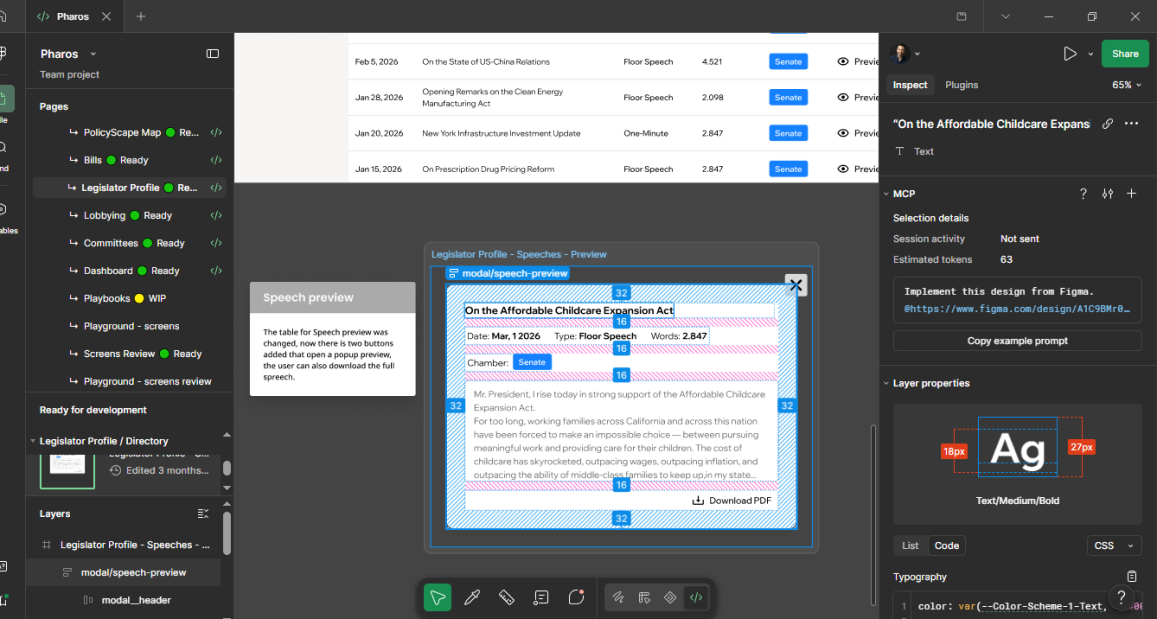 Pharos
Pharos
Team project
Pages
PolicyScape Map Re...
Bills Ready
Legislator Profile Re...
Lobbying Ready
Committees Ready
Dashboard Ready
Playbooks WIP
Playground - screens
Screens Review Ready
Playground - screens review
Ready for development
Legislator Profile / Directory
Edited 3 months...
Layers
Legislator Profile - Speeches - ...
modal/speech-preview
modal__header
Feb 5, 2026 On the State of US-China Relations Floor Speech 4.521 Senate
Jan 28, 2026 Opening Remarks on the Clean Energy
Manufacturing Act Floor Speech 2.098 Senate
Jan 20, 2026 New York Infrastructure Investment Update One-Minute 2.847 Senate
Jan 15, 2026 On Prescription Drug Pricing Reform Floor Speech 2.847 Senate
Speech preview
The table for Speech preview was
changed, now there is two buttons
added that open a popup preview,
the user can also download the full
spreech.
Legislator Profile - Speeches - Preview
modal/speech-preview
32
On the Affordable Childcare Expansion Act
16
Date: Mar, 1 2026 Type: Floor Speech Words: 2.847
16
Chamber: Senate
16
Mr. President, I rise today in strong support of the Affordable Childcare
Expansion Act.
For too long, working families across California and across this nation
32 32
have been forced to make an impossible choice — between pursuing
meaningful work and providing care for their children. The cost of
childcare has skyrocketed, outpacing wages, outpacing inflation, and
outpacing the ability of middle-class families to keep up,in my state...
16
Download PDF
32
Share
Inspect Plugins 65%
"On the Affordable Childcare Expans
Text
MCP
Selection details
Session activity Not sent
Estimated tokens 63
Implement this design from Figma.
@https://www.figma.com/design/A1C9BMr0…
Copy example prompt
Layer properties
18px Ag 27px
Text/Medium/Bold
List Code CSS
Typography
1 color: var(--Color-Scheme-1-Text,
?